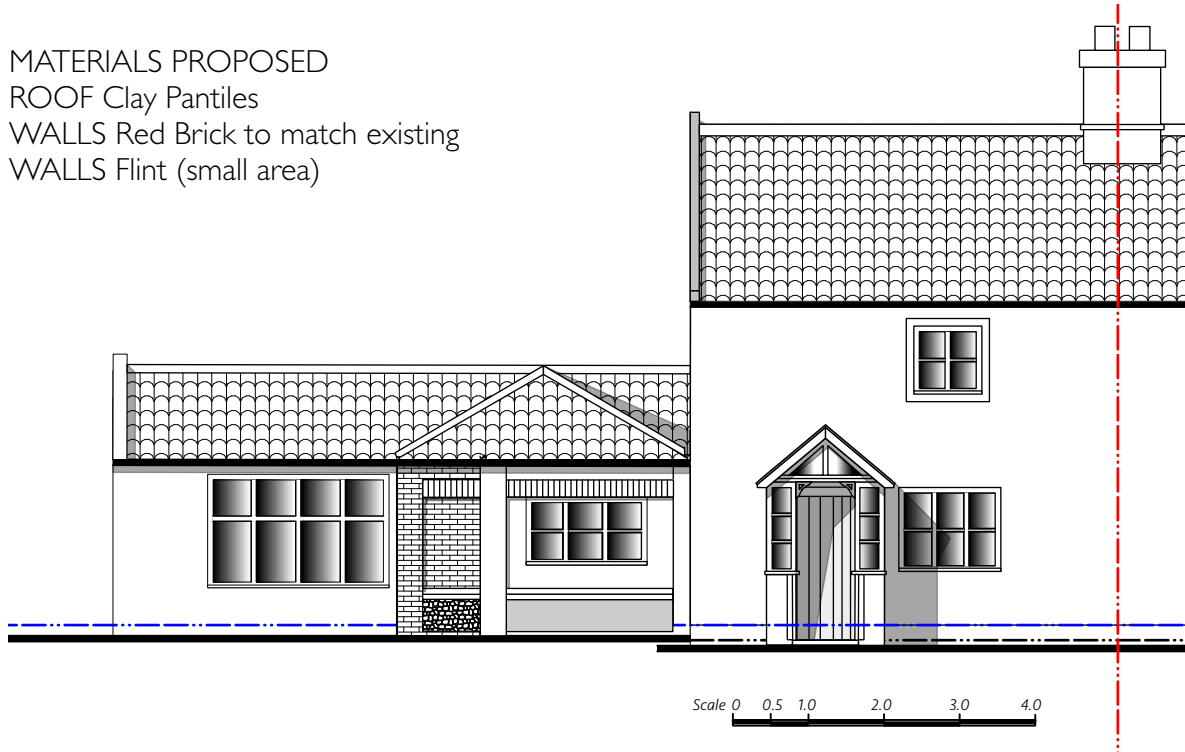 MATERIALS PROPOSED
ROOF Clay Pantiles
WALLS Red Brick to match existing
WALLS Flint (small area)
Scale 0 0.5 1.0 2.0 3.0 4.0